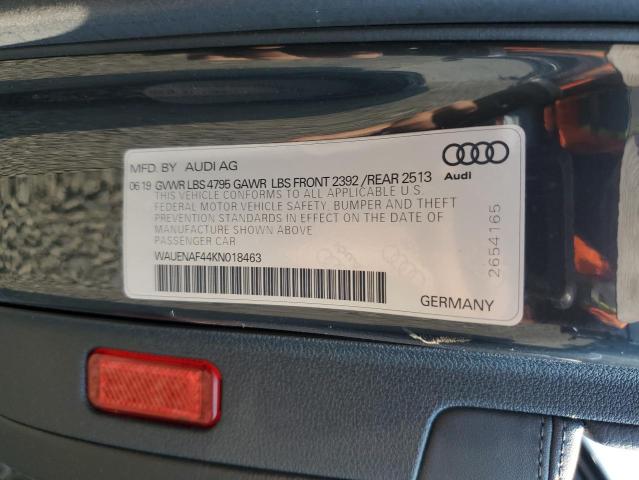 MFD. BY AUDI AG
06 19 GVWR LBS 4795 GAWR LBS FRONT 2392 /REAR 2513
THIS VEHICLE CONFORMS TO ALL APPLICABLE U.S.
FEDERAL MOTOR VEHICLE SAFETY, BUMPER AND THEFT
PREVENTION STANDARDS IN EFFECT ON THE DATE OF
MANUFACTURE SHOWN ABOVE
PASSENGER CAR
WAUENAF44KN018463
Audi
2654165
GERMANY